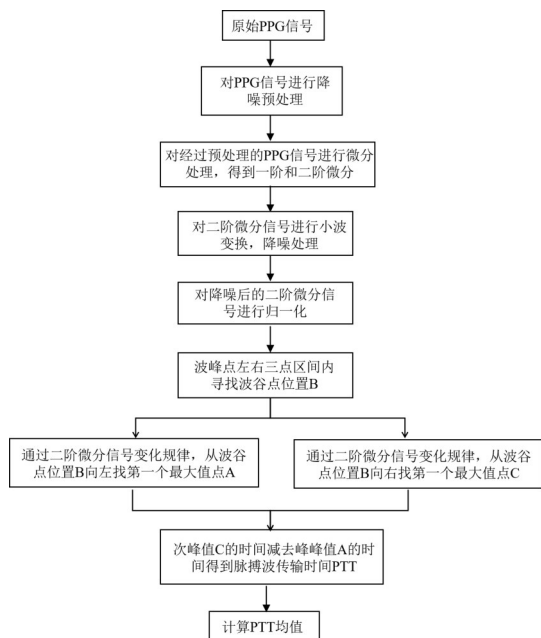 原始PPG信号
对PPG信号进行降
噪预处理
对经过预处理的PPG信号进行微分
处理，得到一阶和二阶微分
对二阶微分信号进行小波
变换，降噪处理
对降噪后的二阶微分信
号进行归一化
波峰点左右三点区间内
寻找波谷点位置B
通过二阶微分信号变化规律，从波谷
点位置B向左找第一个最大值点A
通过二阶微分信号变化规律，从波谷
点位置B向右找第一个最大值点C
次峰值C的时间减去峰峰值A的时
间得到脉搏波传输时间PTT
计算PTT均值